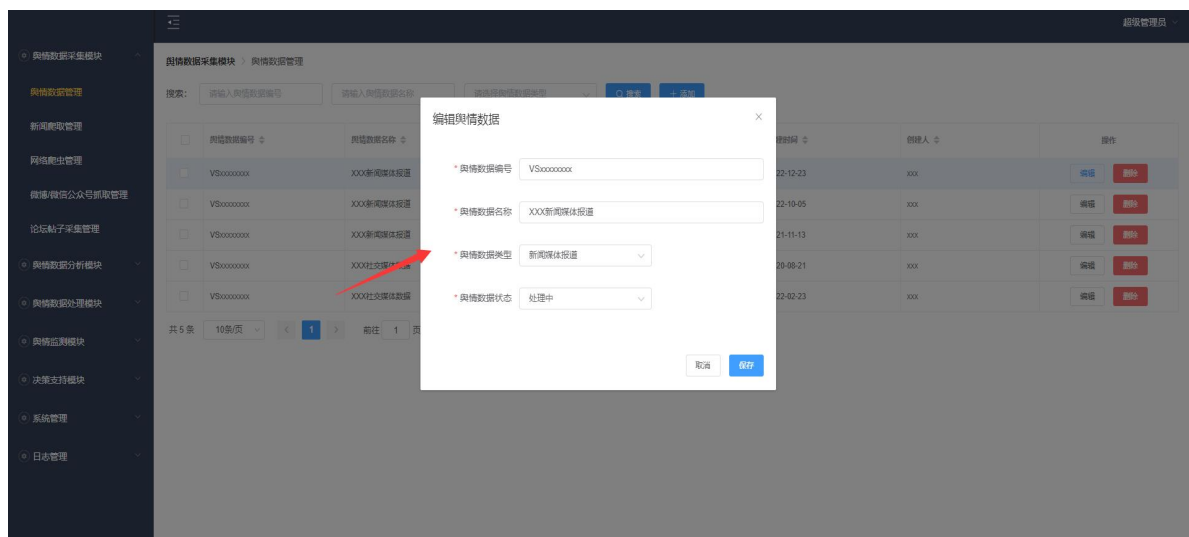 超级管理员
舆情数据采集模块
舆情数据管理
新闻爬取管理
网络爬虫管理
微博/微信公众号抓取管理
论坛帖子采集管理
舆情数据分析模块
舆情数据处理模块
舆情监测模块
决策支持模块
系统管理
日志管理
舆情数据采集模块 > 舆情数据管理
搜索: 请输入舆情数据编号 请输入舆情数据名称 请选择舆情数据类型 搜索 + 添加
舆情数据编号 舆情数据名称 建时间 创建人 操作
VSxxxxxxxx XXX新闻媒体报道 22-12-23 xxx 编辑 删除
VSxxxxxxxx XXX新闻媒体报道 22-10-05 xxx 编辑 删除
VSxxxxxxxx XXX新闻媒体报道 21-11-13 xxx 编辑 删除
VSxxxxxxxx XXX社交媒体数据 20-08-21 xxx 编辑 删除
VSxxxxxxxx XXX社交媒体数据 22-02-23 xxx 编辑 删除
共 5 条 10条/页 < 1 > 前往 1 页
编辑舆情数据 ×
* 舆情数据编号 VSxxxxxxxx
* 舆情数据名称 XXX新闻媒体报道
* 舆情数据类型 新闻媒体报道
* 舆情数据状态 处理中
取消 保存